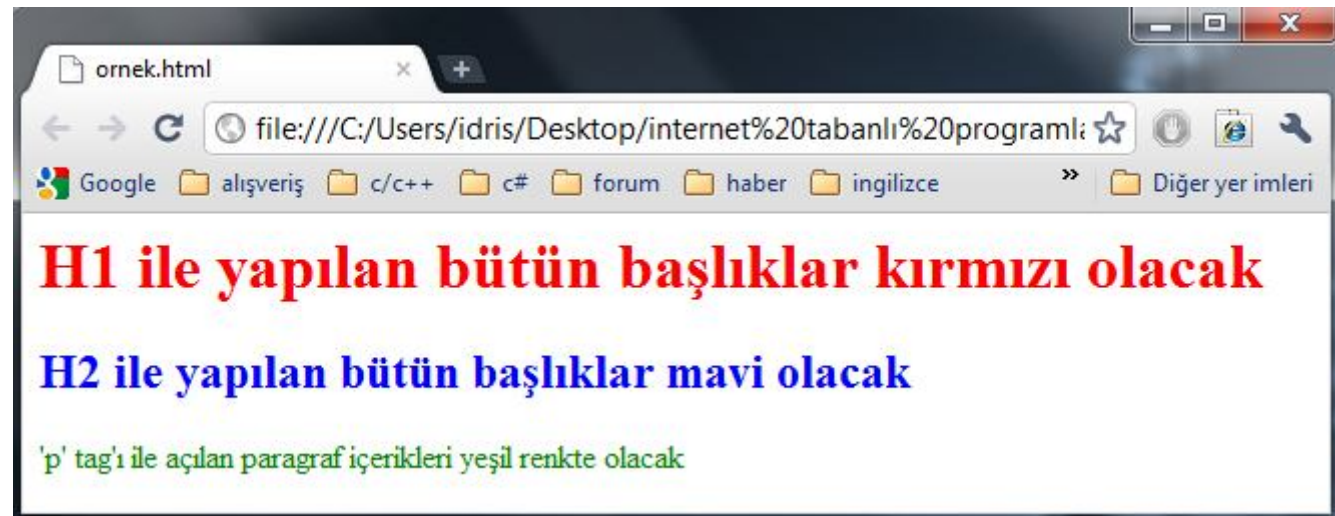 ornek.html
file:///C:/Users/idris/Desktop/internet%20tabanlı%20programla
Google alışveriş c/c++ c# forum haber ingilizce » Diğer yer imleri
H1 ile yapılan bütün başlıklar kırmızı olacak
H2 ile yapılan bütün başlıklar mavi olacak
'p' tag'ı ile açılan paragraf içerikleri yeşil renkte olacak